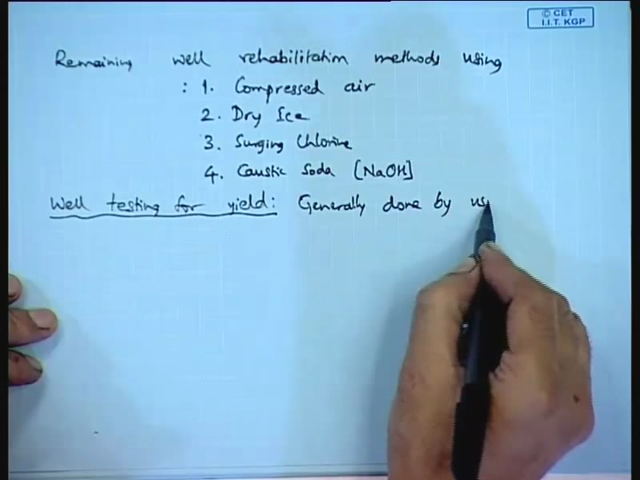 © CET
I.I.T. KGP
Remaining well rehabilitation methods using
: 1. Compressed air
2. Dry Ice
3. Surging Chlorine
4. Caustic Soda [NaOH]
Well testing for yield: Generally done by us